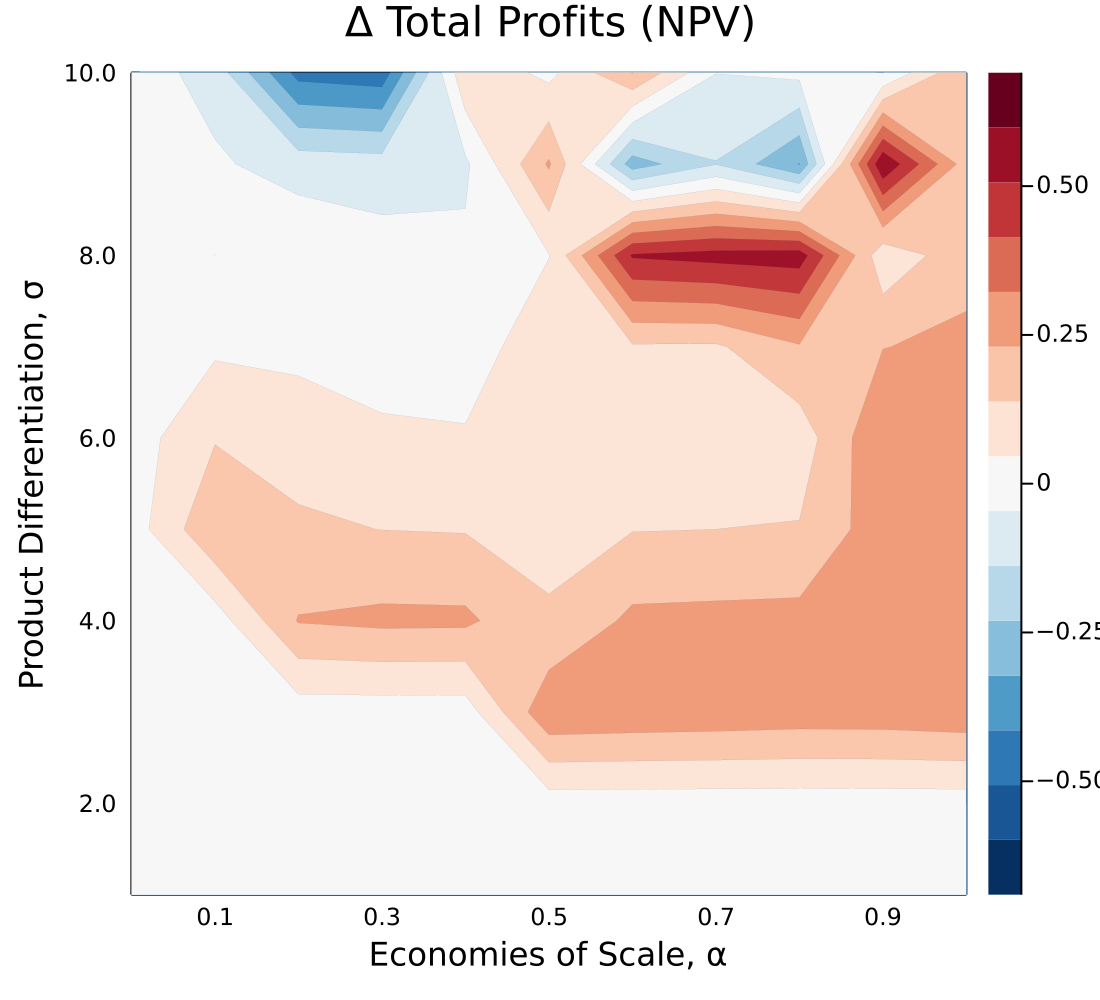 Δ Total Profits (NPV)
10.0
8.0
6.0
4.0
2.0
Product Differentiation, σ
0.1 0.3 0.5 0.7 0.9
Economies of Scale, α
0.50
0.25
0
−0.25
−0.50